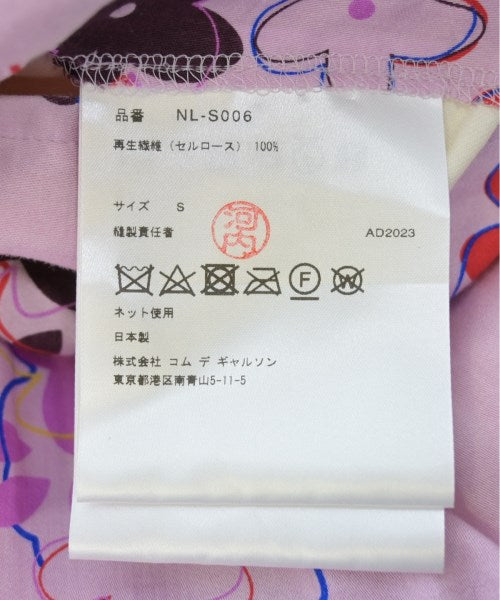 品番 NL-S006
再生繊維 (セルロース) 100%
サイズ S
縫製責任者 河内 AD2023
F W
ネット使用
日本製
株式会社 コム デ ギャルソン
東京都港区南青山5-11-5